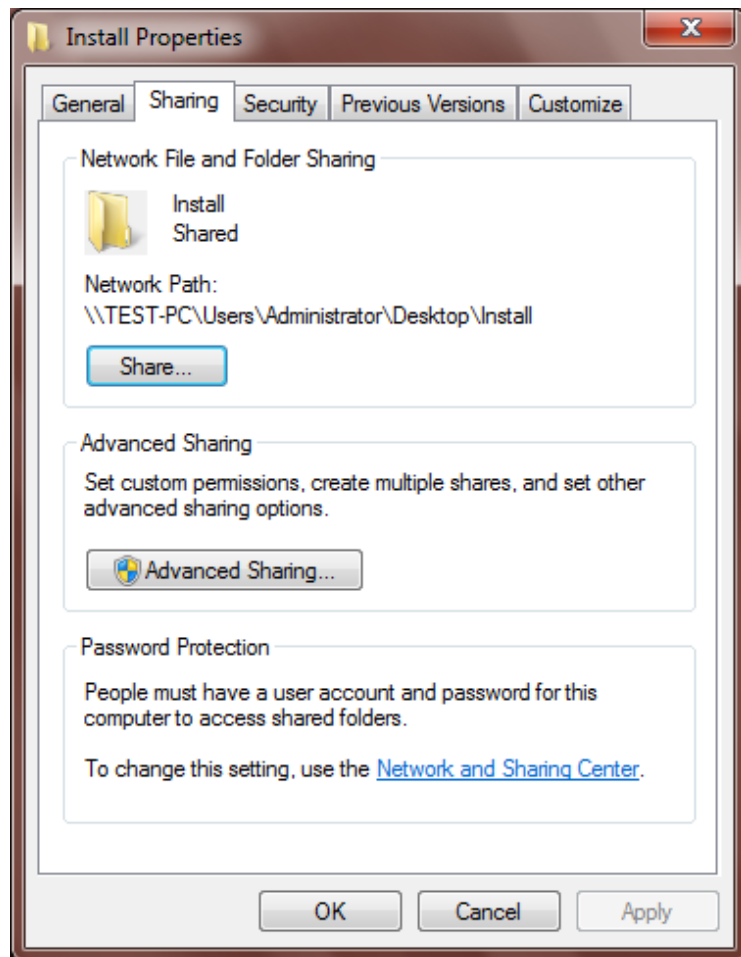 Install Properties
General Sharing Security Previous Versions Customize
Network File and Folder Sharing
Install
Shared
Network Path:
\\TEST-PC\Users\Administrator\Desktop\Install
Share...
Advanced Sharing
Set custom permissions, create multiple shares, and set other
advanced sharing options.
Advanced Sharing...
Password Protection
People must have a user account and password for this
computer to access shared folders.
To change this setting, use the Network and Sharing Center.
OK Cancel Apply